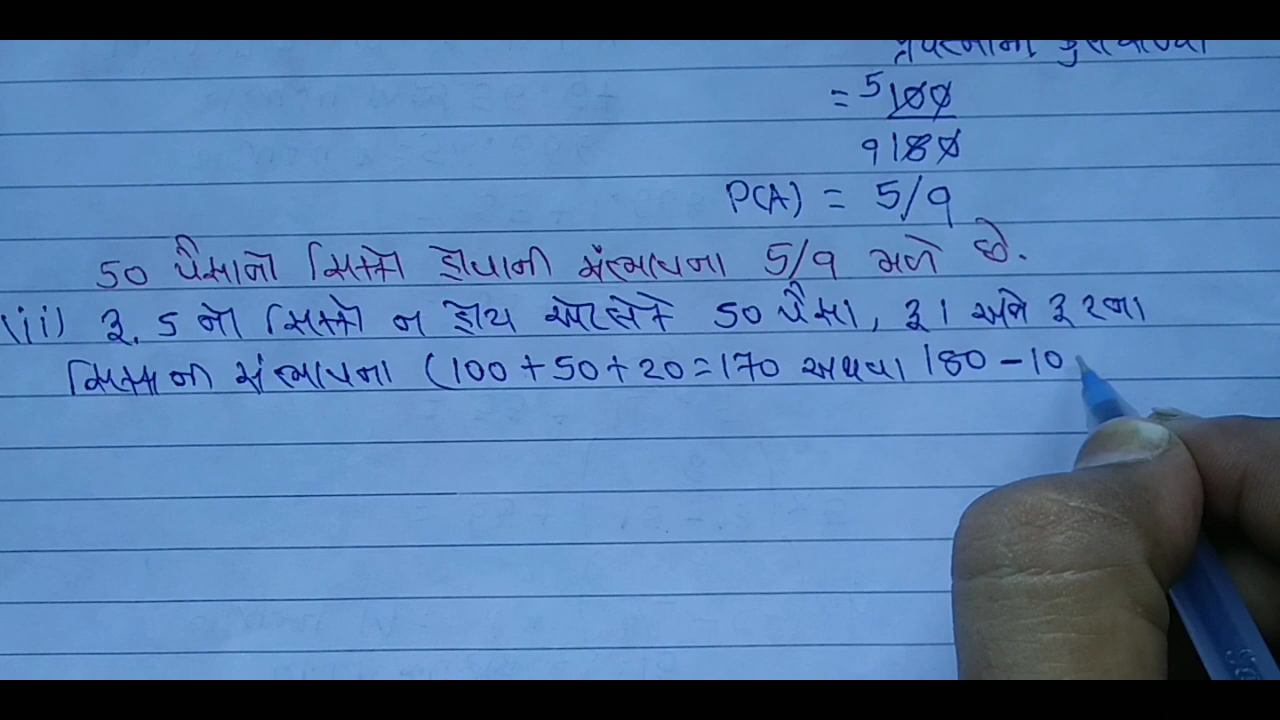 = 5 100
9 180
P(A) = 5/9
50 પૈસાનો સિક્કો હોવાની સંભાવના 5/9 મળે છે.
(ii) રૂ. 5 નો સિક્કો ન હોય એટલેકે 50 પૈસા, રૂ 1 અને રૂ 2ના
સિક્કાની સંભાવના (100 + 50 + 20 = 170 અથવા 180 - 10